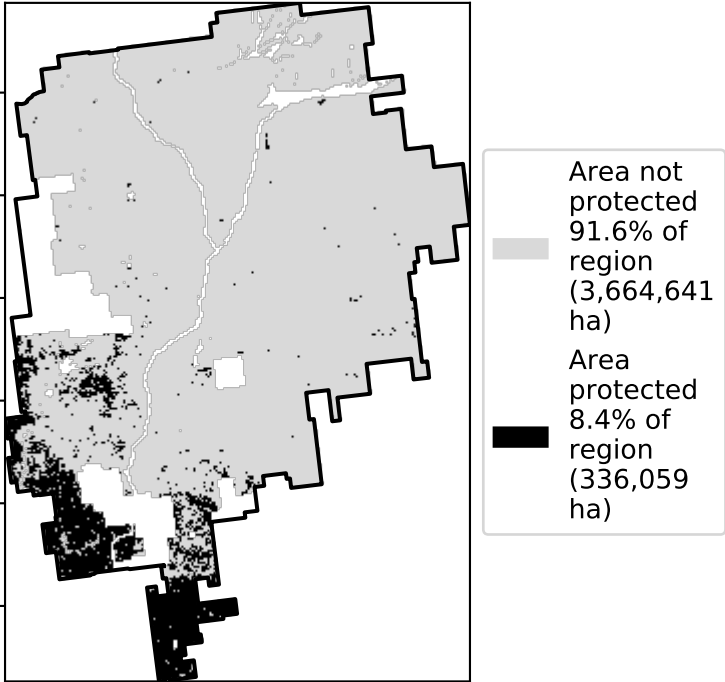 Area not
protected
91.6% of
region
(3,664,641
ha)
Area
protected
8.4% of
region
(336,059
ha)